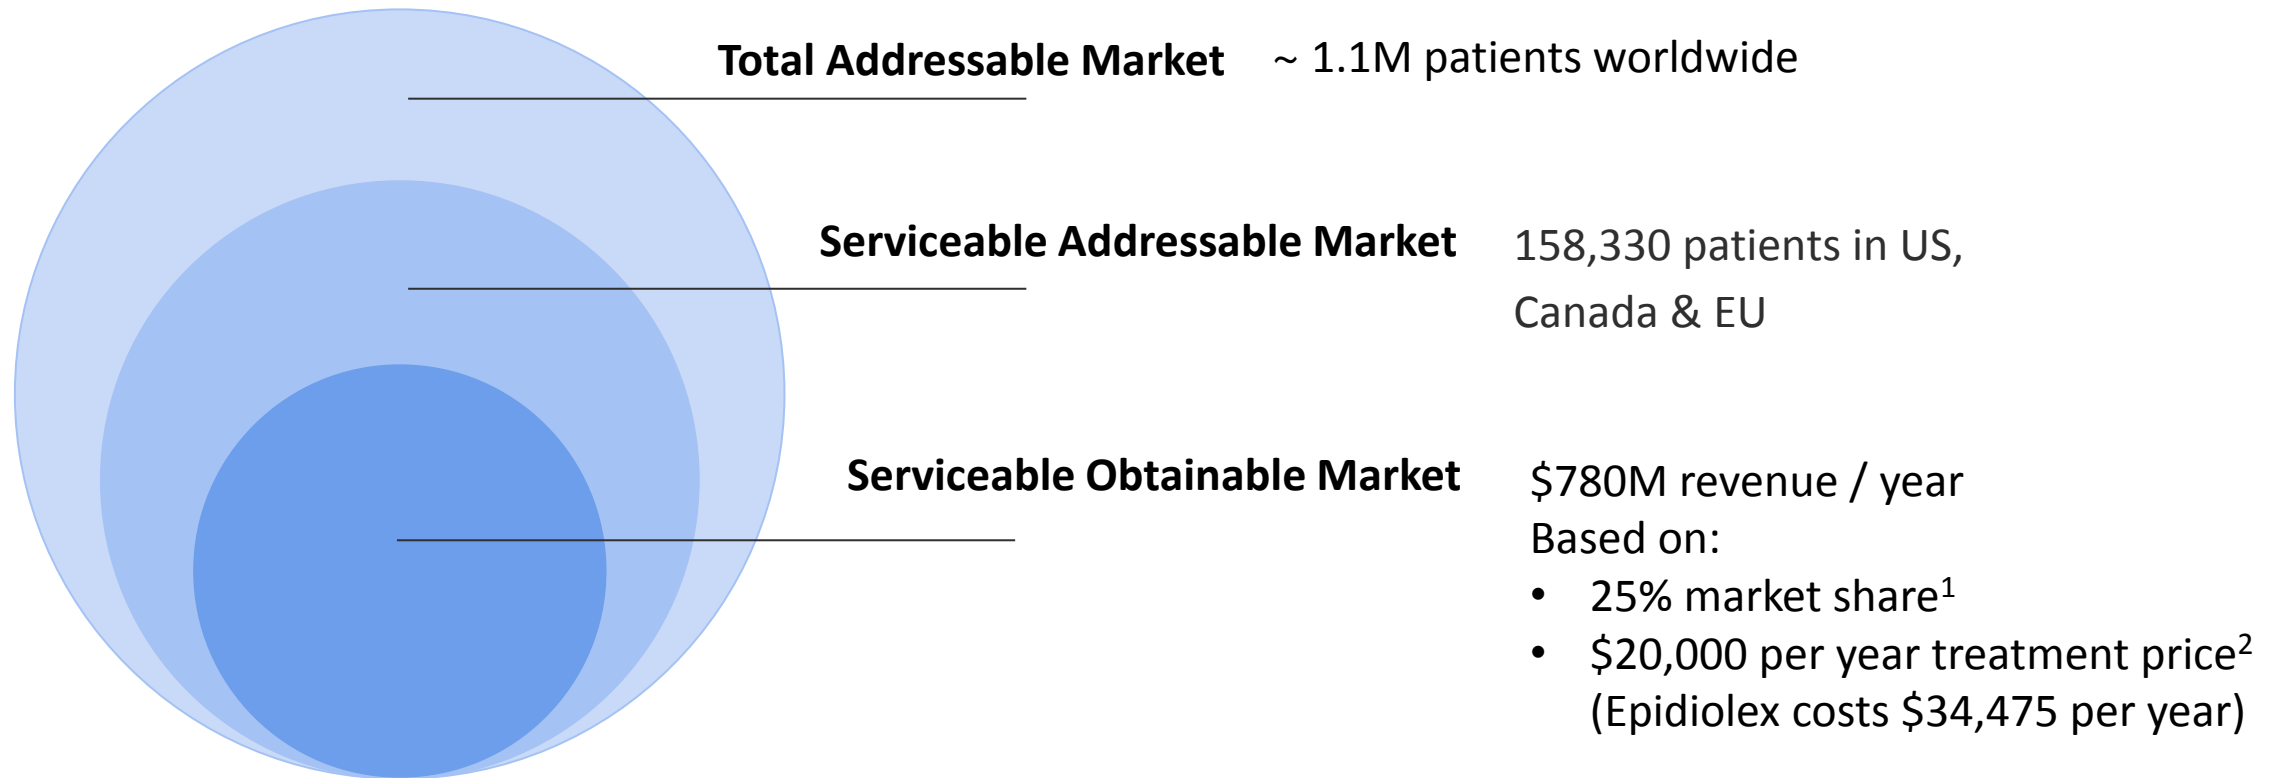 Total Addressable Market ~ 1.1M patients worldwide
Serviceable Addressable Market 158,330 patients in US,
Canada & EU
Serviceable Obtainable Market $780M revenue / year
Based on:
• 25% market share¹
• $20,000 per year treatment price²
(Epidiolex costs $34,475 per year)